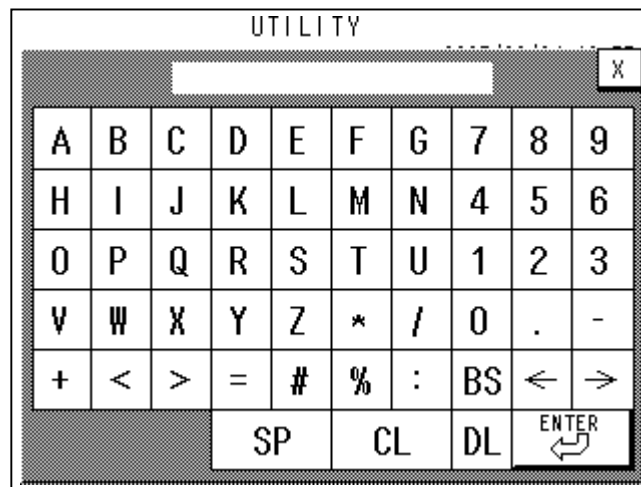 UTILITY
X
A B C D E F G 7 8 9
H I J K L M N 4 5 6
O P Q R S T U 1 2 3
V W X Y Z * / 0 . -
+ < > = # % : BS ← →
SP CL DL ENTER